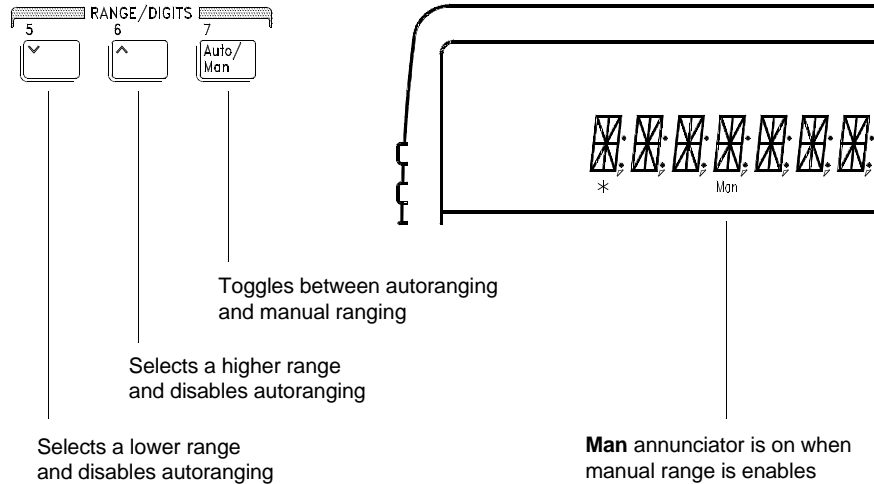 RANGE/DIGITS
5 6 7
Auto/
Man
* Man
Toggles between autoranging
and manual ranging
Selects a higher range
and disables autoranging
Selects a lower range
and disables autoranging
Man annunciator is on when
manual range is enables